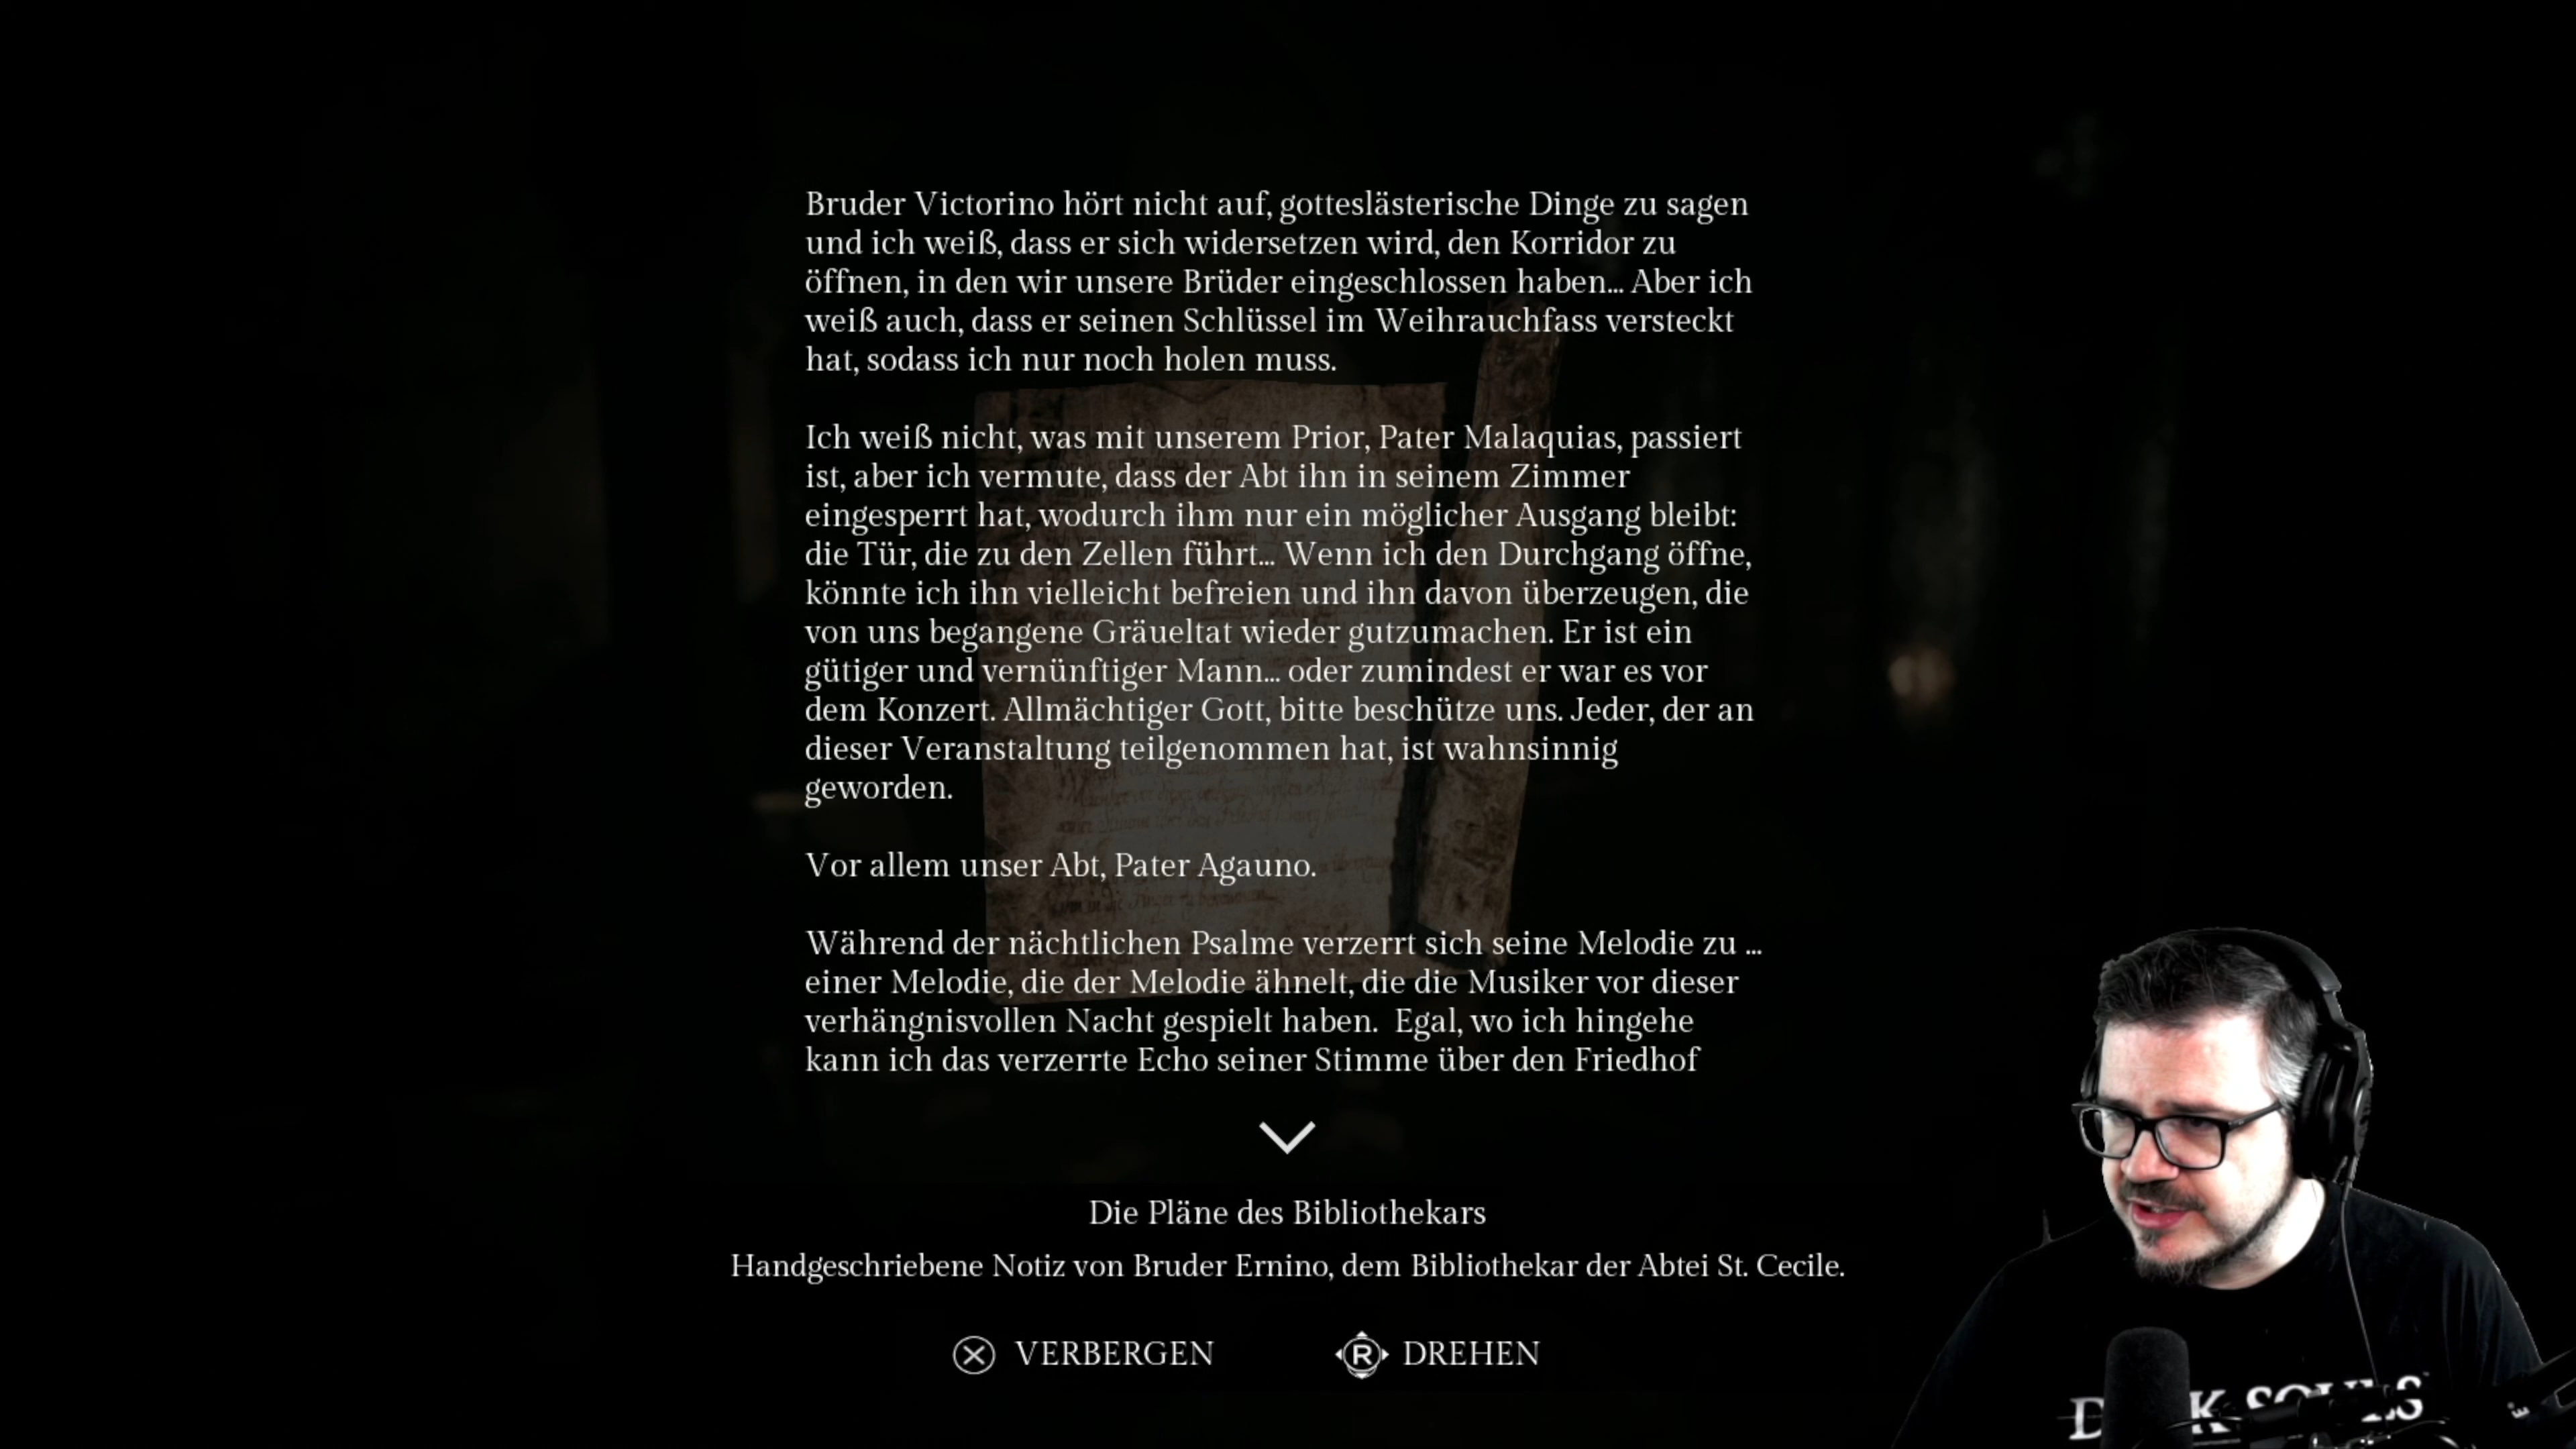 Bruder Victorino hört nicht auf, gotteslästerische Dinge zu sagen
und ich weiß, dass er sich widersetzen wird, den Korridor zu
öffnen, in den wir unsere Brüder eingeschlossen haben... Aber ich
weiß auch, dass er seinen Schlüssel im Weihrauchfass versteckt
hat, sodass ich nur noch holen muss.
Ich weiß nicht, was mit unserem Prior, Pater Malaquias, passiert
ist, aber ich vermute, dass der Abt ihn in seinem Zimmer
eingesperrt hat, wodurch ihm nur ein möglicher Ausgang bleibt:
die Tür, die zu den Zellen führt... Wenn ich den Durchgang öffne,
könnte ich ihn vielleicht befreien und ihn davon überzeugen, die
von uns begangene Gräueltat wieder gutzumachen. Er ist ein
gütiger und vernünftiger Mann... oder zumindest er war es vor
dem Konzert. Allmächtiger Gott, bitte beschütze uns. Jeder, der an
dieser Veranstaltung teilgenommen hat, ist wahnsinnig
geworden.
Vor allem unser Abt, Pater Agauno.
Während der nächtlichen Psalme verzerrt sich seine Melodie zu ...
einer Melodie, die der Melodie ähnelt, die die Musiker vor dieser
verhängnisvollen Nacht gespielt haben.  Egal, wo ich hingehe
kann ich das verzerrte Echo seiner Stimme über den Friedhof
Die Pläne des Bibliothekars
Handgeschriebene Notiz von Bruder Ernino, dem Bibliothekar der Abtei St. Cecile.
VERBERGEN
R DREHEN